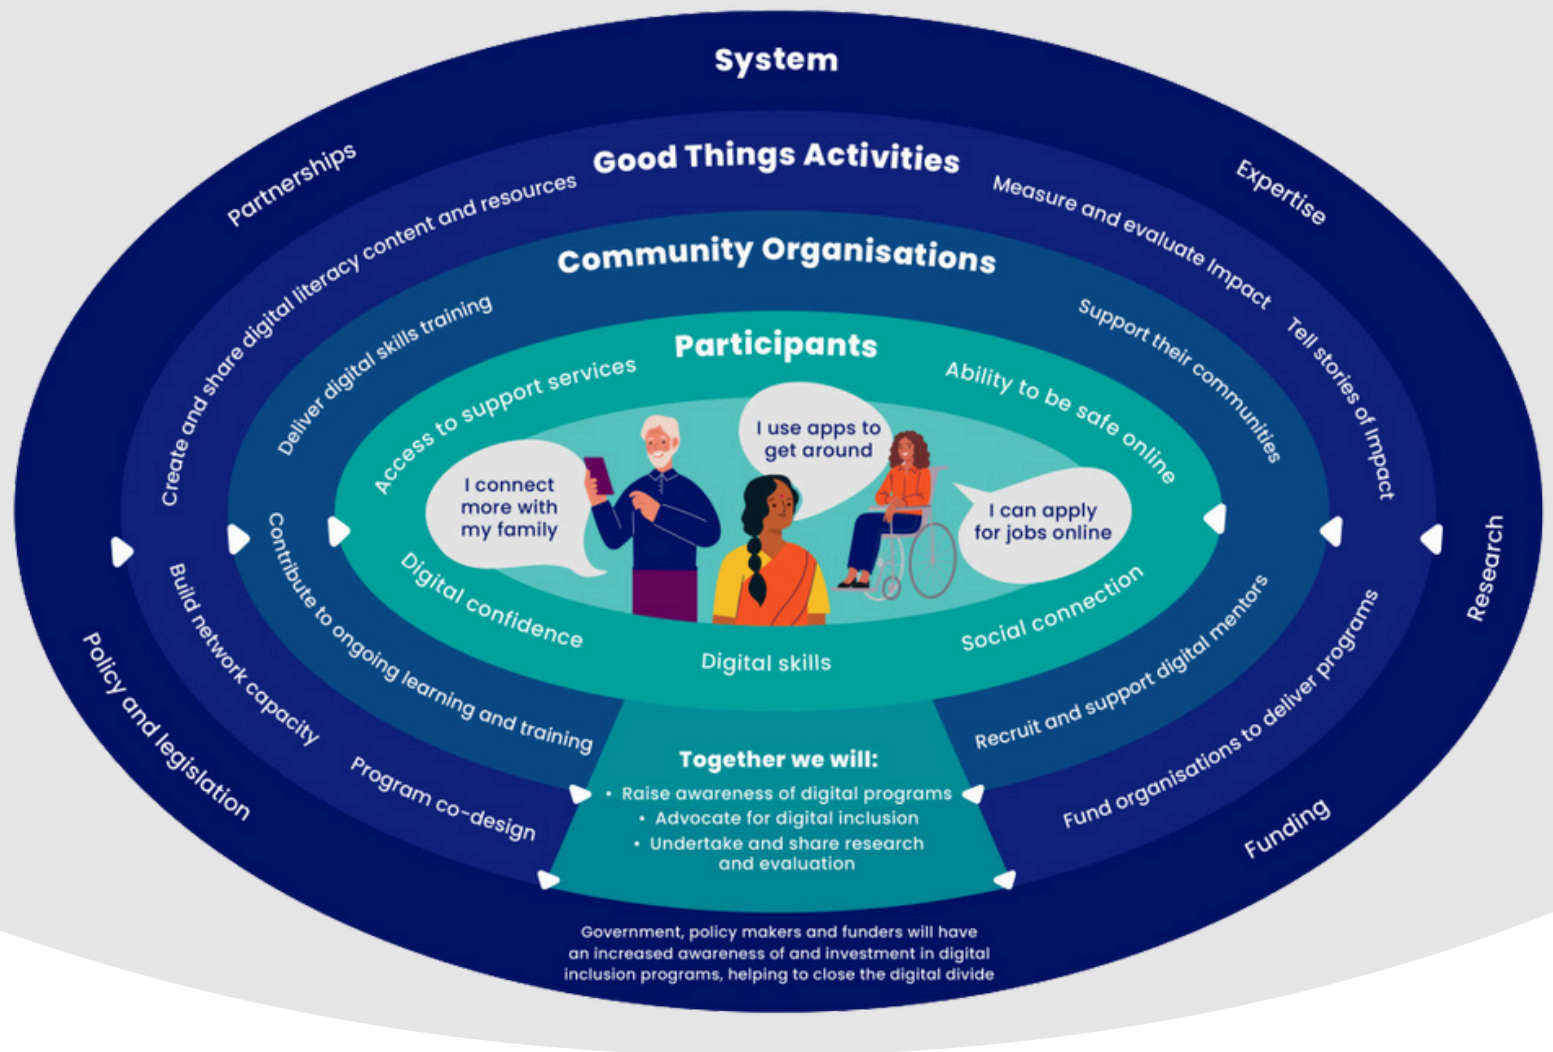 System
Partnerships
Expertise
Research
Funding
Policy and legislation
Good Things Activities
Create and share digital literacy content and resources
Measure and evaluate Impact
Tell stories of Impact
Fund organisations to deliver programs
Build network capacity
Program co-design
Community Organisations
Deliver digital skills training
Support their communities
Recruit and support digital mentors
Contribute to ongoing learning and training
Participants
Access to support services
Ability to be safe online
Social connection
Digital skills
Digital confidence
I connect
more with
my family
I use apps to
get around
I can apply
for jobs online
Together we will:
• Raise awareness of digital programs
• Advocate for digital inclusion
• Undertake and share research
and evaluation
Government, policy makers and funders will have
an increased awareness of and investment in digital
inclusion programs, helping to close the digital divide